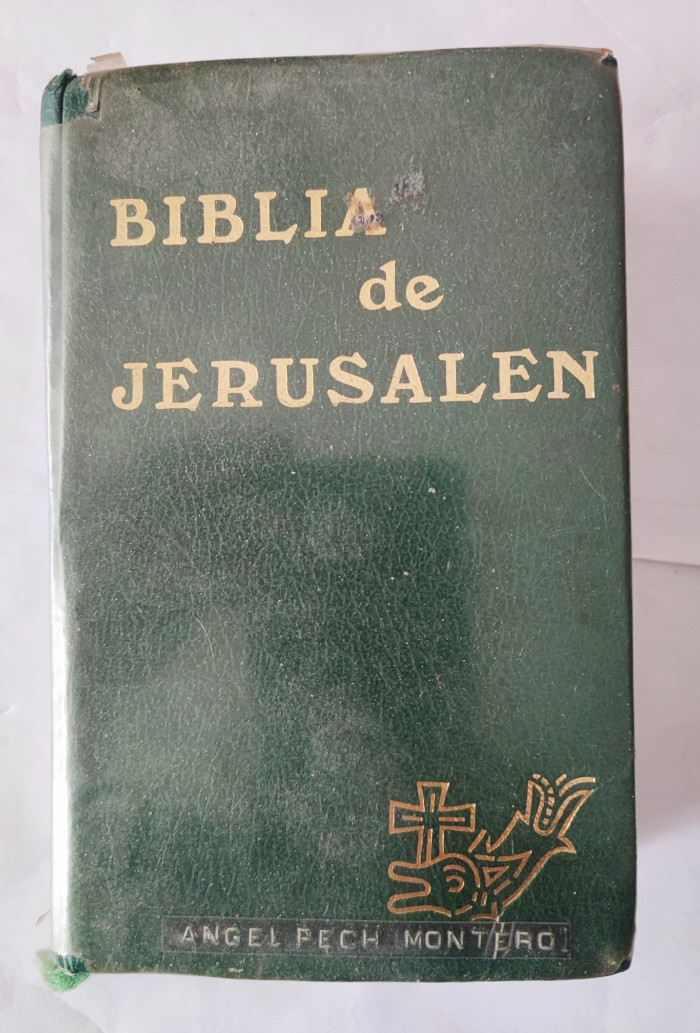 BIBLIA
de
JERUSALEN
ANGEL PECH MONTERO